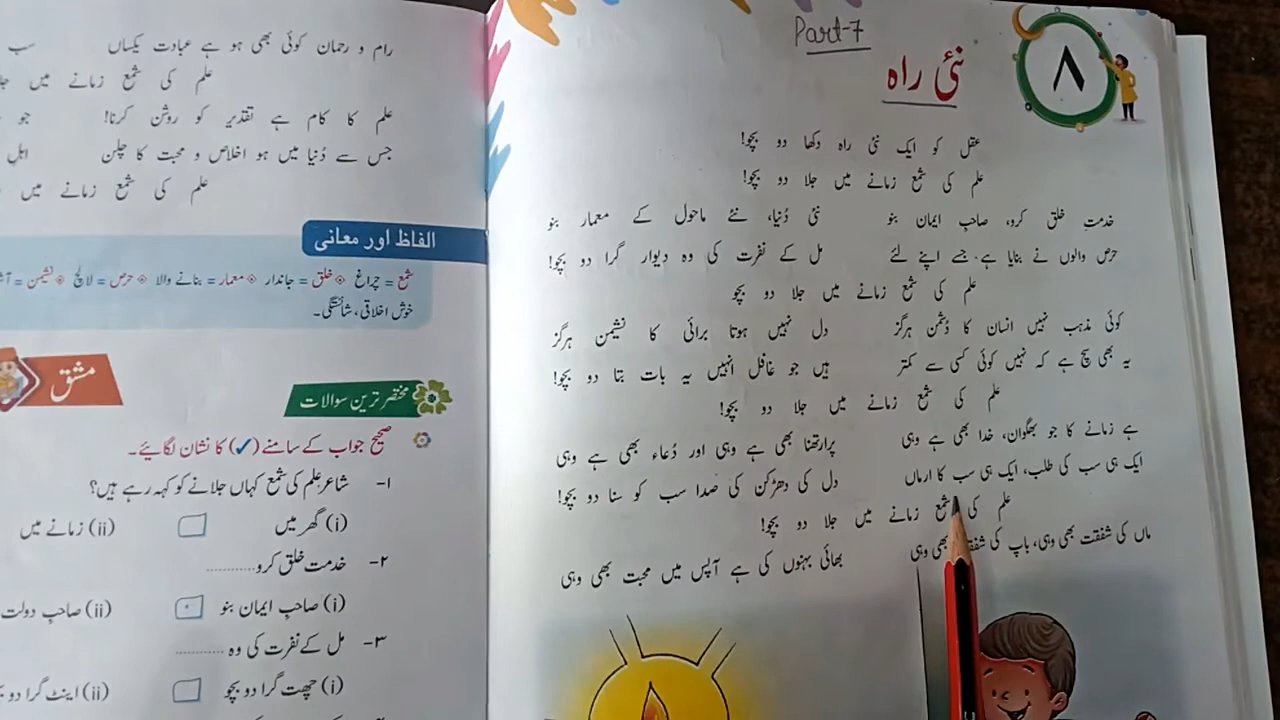 Part-7
۸
نئی راہ
عقل کو ایک نئی راہ دکھا دو بچو!
علم کی شمع زمانے میں جلا دو بچو!
خدمتِ خلق کرو، صاحبِ ایمان بنو نئی دُنیا، نئے ماحول کے معمار بنو
حرص والوں نے بنایا ہے جسے اپنے لئے مل کے نفرت کی وہ دیوار گرا دو بچو!
علم کی شمع زمانے میں جلا دو بچو
کوئی مذہب نہیں انسان کا دُشمن ہرگز دل نہیں ہوتا برائی کا نشیمن ہرگز
یہ بھی سچ ہے کہ نہیں کوئی کسی سے کمتر ہیں جو غافل انہیں یہ بات بتا دو بچو!
علم کی شمع زمانے میں جلا دو بچو!
ہے زمانے کا جو بھگوان، خدا بھی ہے وہی پرارتھنا بھی ہے وہی اور دُعاء بھی ہے وہی
ایک ہی سب کی طلب، ایک ہی سب کا ارماں دل کی دھڑکن کی صدا سب کو سنا دو بچو!
علم کی شمع زمانے میں جلا دو بچو!
ماں کی شفقت بھی وہی، باپ کی شفقت بھی وہی بھائی بہنوں کی ہے آپس میں محبت بھی وہی
رام و رحمان کوئی بھی ہو ہے عبادت یکساں سب
علم کی شمع زمانے میں
علم کا کام ہے تقدیر کو روشن کرنا! جو
جس سے دُنیا میں ہو اخلاص و محبت کا چلن اہلِ
علم کی شمع زمانے میں
الفاظ اور معانی
شمع = چراغ خلق = جاندار معمار = بنانے والا حرص = لالچ نشیمن =
خوش اخلاقی، شائستگی۔
مشق
مختصر ترین سوالات
صحیح جواب کے سامنے (✓) کا نشان لگائیے۔
۱- شاعر علم کی شمع کہاں جلانے کو کہہ رہے ہیں؟
(i) گھر میں (ii) زمانے میں
۲- خدمت خلق کرو............
(i) صاحبِ ایمان بنو (ii) صاحب دولت
۳- مل کے نفرت کی وہ ............
(i) چھت گرا دو بچو (ii) اینٹ گرا دو